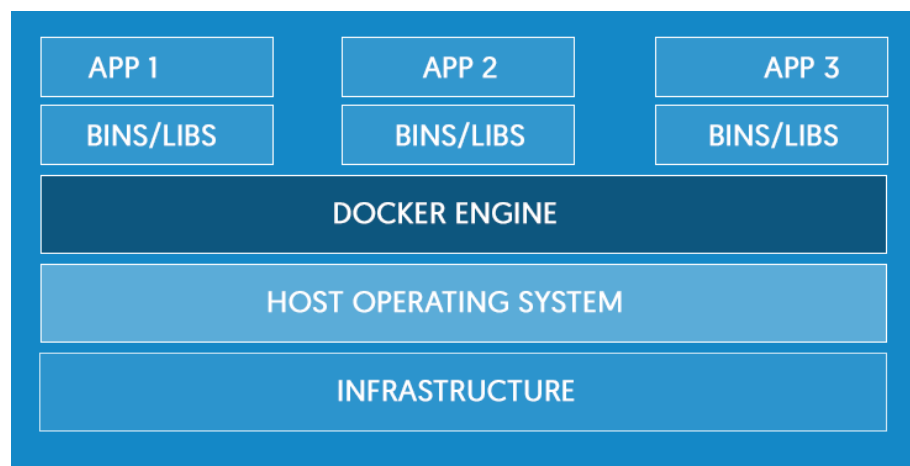 APP 1
APP 2
APP 3
BINS/LIBS
BINS/LIBS
BINS/LIBS
DOCKER ENGINE
HOST OPERATING SYSTEM
INFRASTRUCTURE